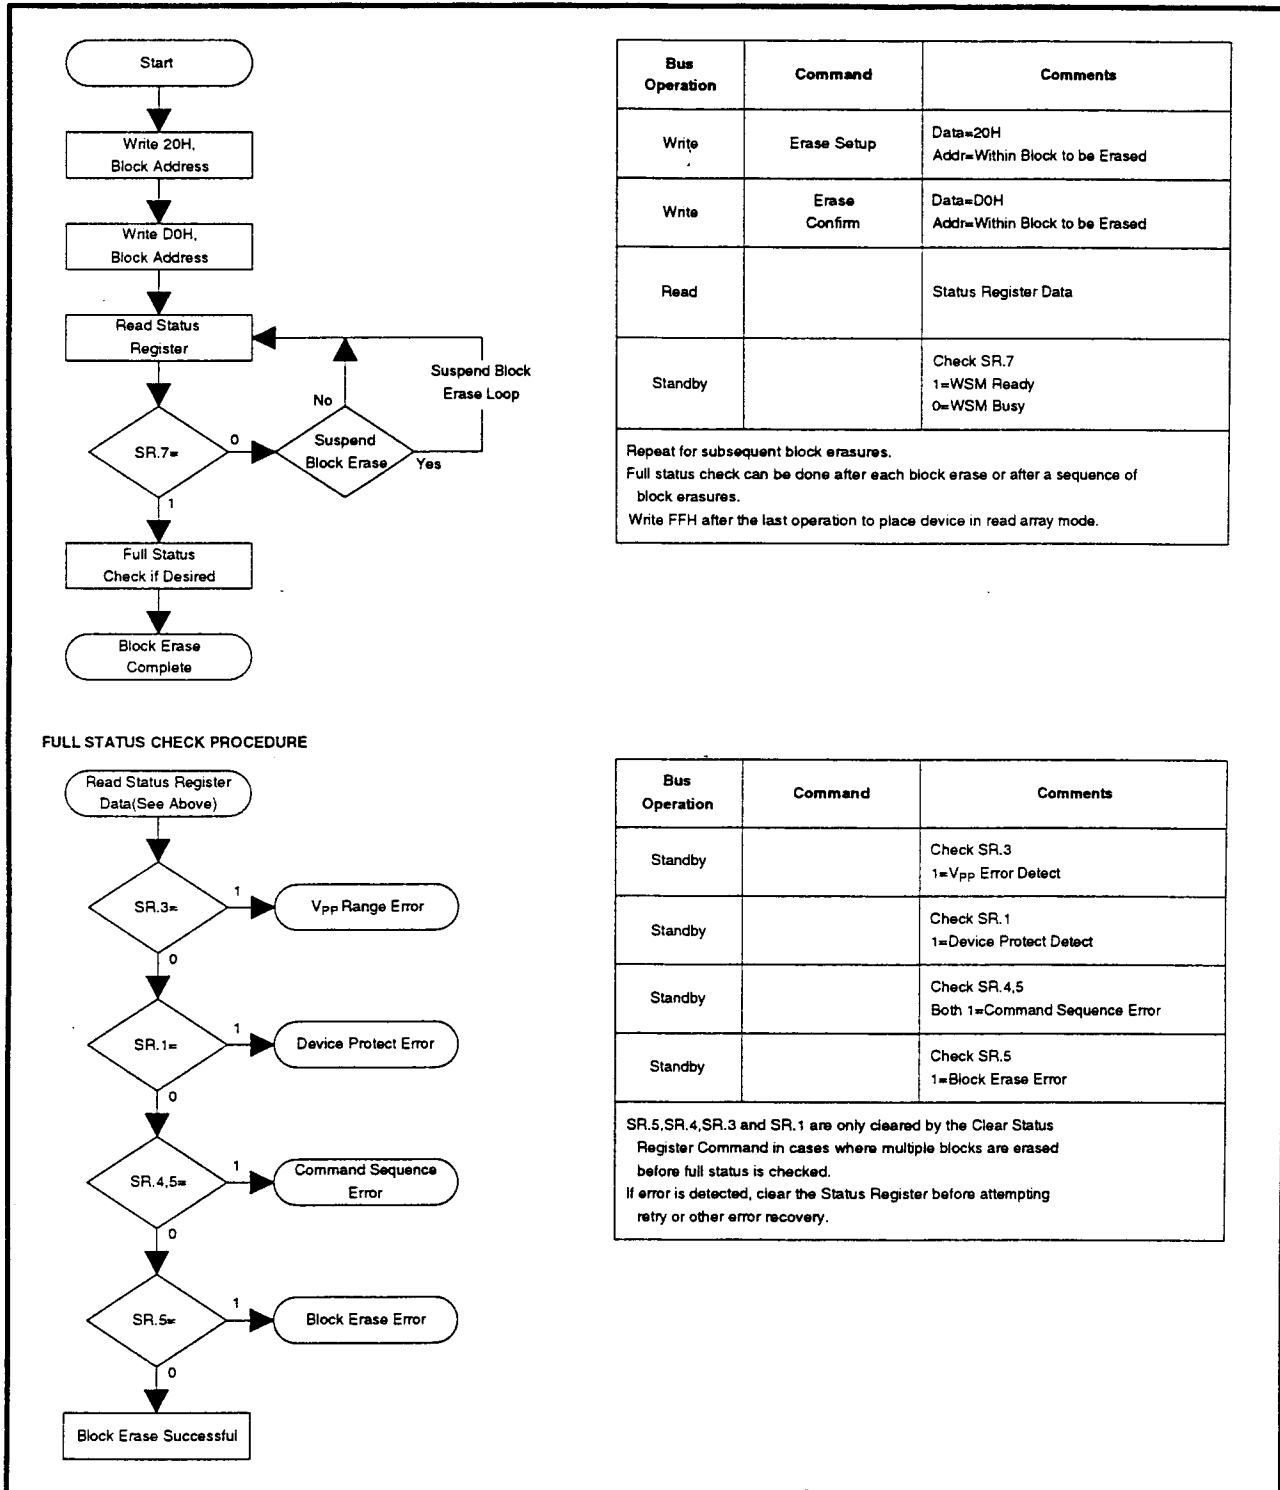 Start
Write 20H,
Block Address
Write D0H,
Block Address
Read Status
Register
Suspend Block
Erase Loop
No
SR.7=
0
Suspend
Block Erase
Yes
1
Full Status
Check if Desired
Block Erase
Complete
Bus
Operation
Command
Comments
Write
Erase Setup
Data=20H
Addr=Within Block to be Erased
Write
Erase
Confirm
Data=D0H
Addr=Within Block to be Erased
Read
Status Register Data
Standby
Check SR.7
1=WSM Ready
0=WSM Busy
Repeat for subsequent block erasures.
Full status check can be done after each block erase or after a sequence of
block erasures.
Write FFH after the last operation to place device in read array mode.
FULL STATUS CHECK PROCEDURE
Read Status Register
Data(See Above)
SR.3=
1
VPP Range Error
0
SR.1=
1
Device Protect Error
0
SR.4,5=
1
Command Sequence
Error
0
SR.5=
1
Block Erase Error
0
Block Erase Successful
Bus
Operation
Command
Comments
Standby
Check SR.3
1=VPP Error Detect
Standby
Check SR.1
1=Device Protect Detect
Standby
Check SR.4,5
Both 1=Command Sequence Error
Standby
Check SR.5
1=Block Erase Error
SR.5,SR.4,SR.3 and SR.1 are only cleared by the Clear Status
Register Command in cases where multiple blocks are erased
before full status is checked.
If error is detected, clear the Status Register before attempting
retry or other error recovery.